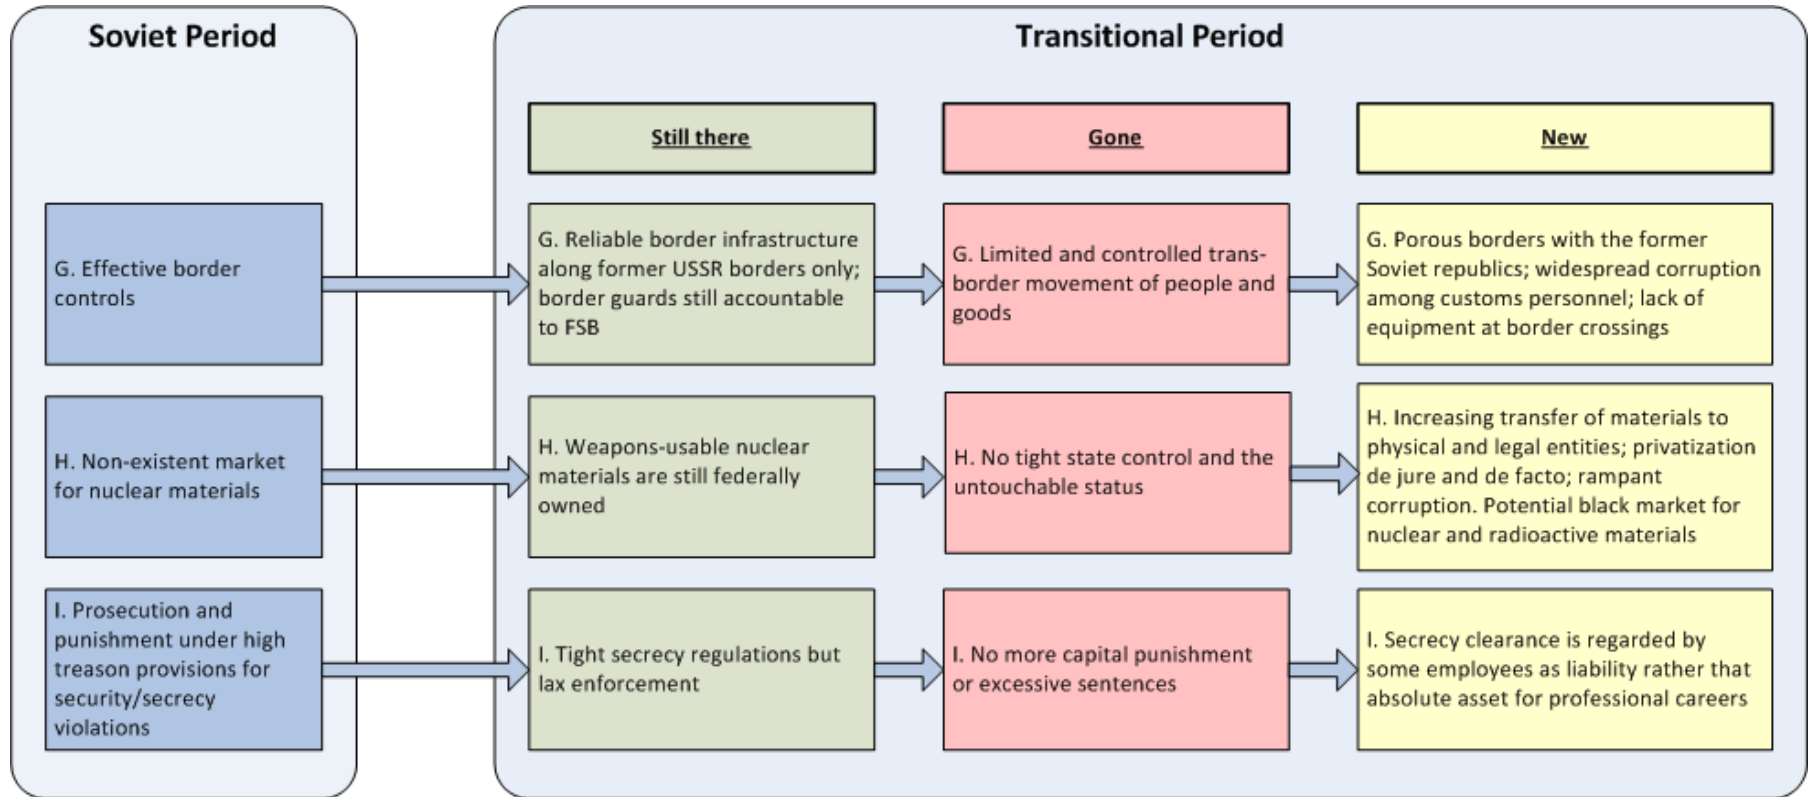 Soviet Period
Transitional Period
Still there
Gone
New
G. Effective border
controls
G. Reliable border infrastructure
along former USSR borders only;
border guards still accountable
to FSB
G. Limited and controlled trans-
border movement of people and
goods
G. Porous borders with the former
Soviet republics; widespread corruption
among customs personnel; lack of
equipment at border crossings
H. Non-existent market
for nuclear materials
H. Weapons-usable nuclear
materials are still federally
owned
H. No tight state control and the
untouchable status
H. Increasing transfer of materials to
physical and legal entities; privatization
de jure and de facto; rampant
corruption. Potential black market for
nuclear and radioactive materials
I. Prosecution and
punishment under high
treason provisions for
security/secrecy
violations
I. Tight secrecy regulations but
lax enforcement
I. No more capital punishment
or excessive sentences
I. Secrecy clearance is regarded by
some employees as liability rather that
absolute asset for professional careers